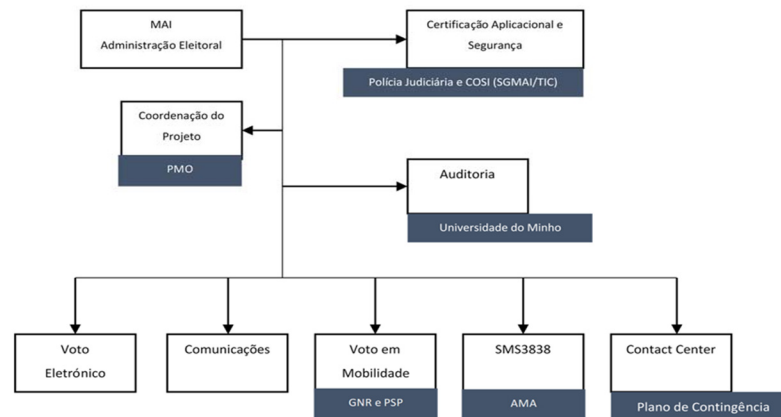 MAI
Administração Eleitoral
Certificação Aplicacional e
Segurança
Polícia Judiciária e COSI (SGMAI/TIC)
Coordenação do
Projeto
PMO
Auditoria
Universidade do Minho
Voto
Eletrónico
Comunicações
Voto em
Mobilidade
GNR e PSP
SMS3838
AMA
Contact Center
Plano de Contingência